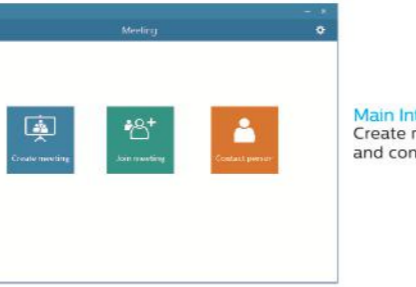 Meeting
Create meeting
Join meeting
Contact person
Main Int
Create m
and con